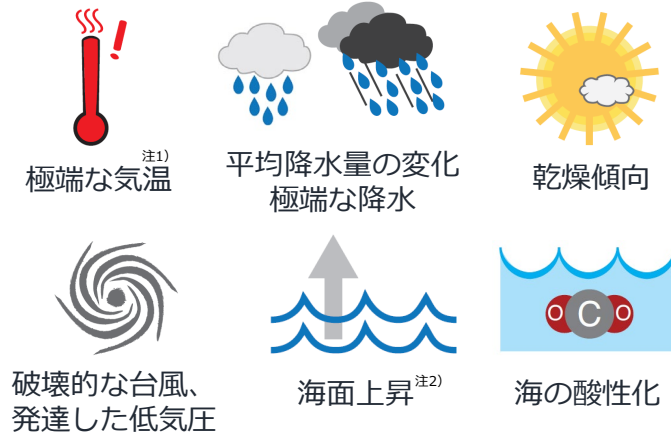 極端な気温注1)
平均降水量の変化
極端な降水
乾燥傾向
破壊的な台風、
発達した低気圧
海面上昇注2)
O C O
海の酸性化